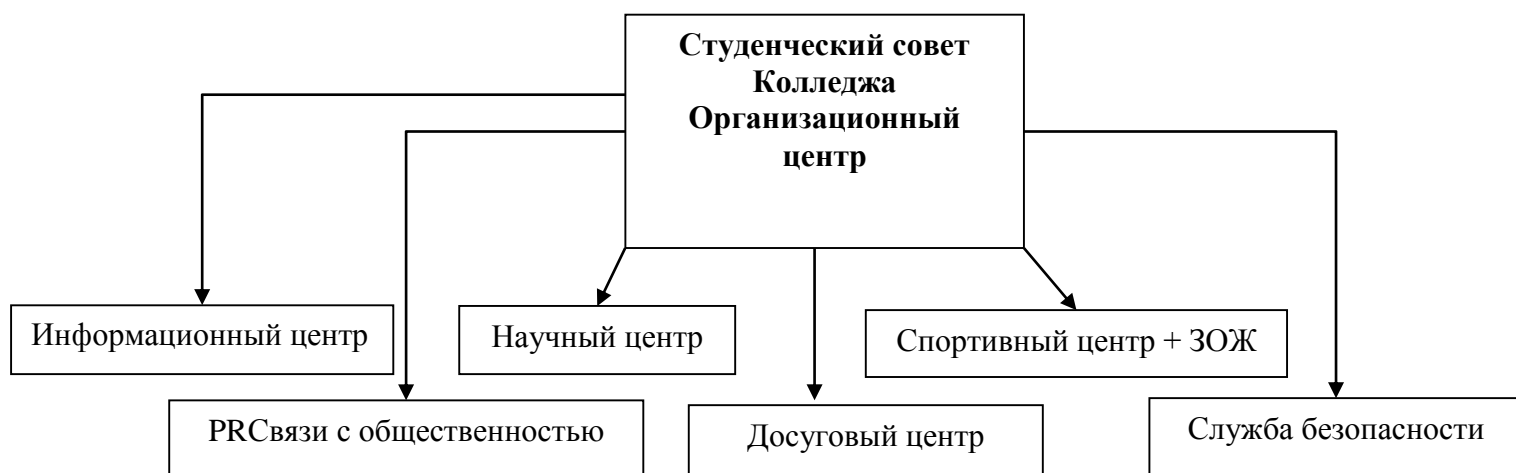 Студенческий совет
Колледжа
Организационный
центр
Информационный центр
Научный центр
Спортивный центр + ЗОЖ
PRСвязи с общественностью
Досуговый центр
Служба безопасности